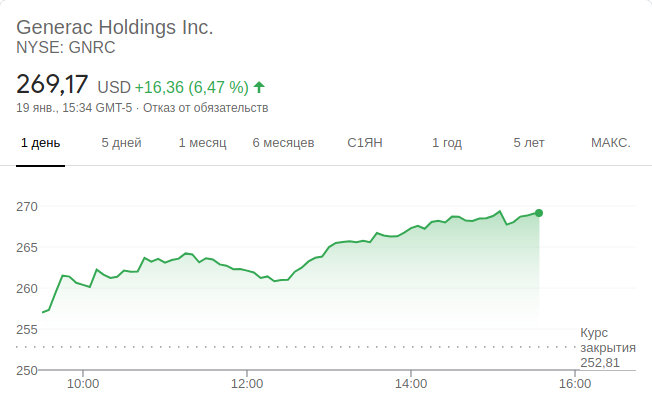 Generac Holdings Inc.
NYSE: GNRC
269,17 USD +16,36 (6,47 %)
19 янв., 15:34 GMT-5 · Отказ от обязательств
1 день 5 дней 1 месяц 6 месяцев С1ЯН 1 год 5 лет МАКС.
270
265
260
255
Курс
закрытия
252,81
250
10:00 12:00 14:00 16:00